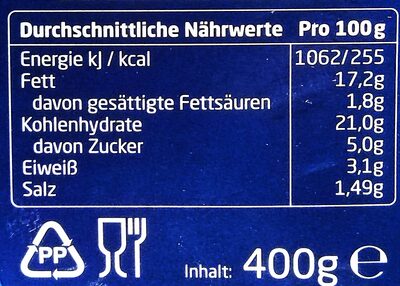 Durchschnittliche Nährwerte Pro 100g
Energie kJ / kcal 1062/255
Fett 17,2g
davon gesättigte Fettsäuren 1,8g
Kohlenhydrate 21,0g
davon Zucker 5,0g
Eiweiß 3,1g
Salz 1,49g
PP Inhalt: 400g ℮